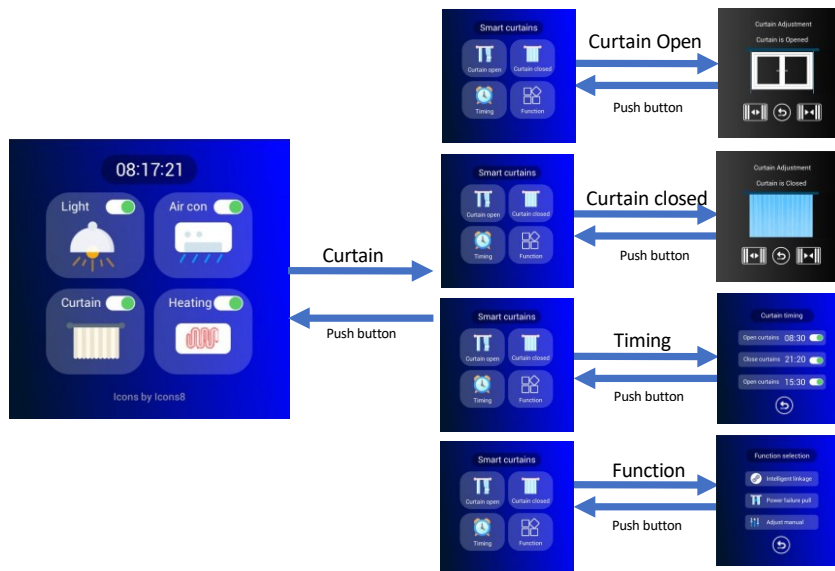 08:17:21
Light
Air con
Curtain
Heating
Icons by Icons8
Curtain
Push button
Smart curtains
Curtain open
Curtain closed
Timing
Function
Curtain Open
Push button
Curtain Adjustment
Curtain is Opened
Smart curtains
Curtain open
Curtain closed
Timing
Function
Curtain closed
Push button
Curtain Adjustment
Curtain is Closed
Smart curtains
Curtain open
Curtain closed
Timing
Function
Timing
Push button
Curtain timing
Open curtains 08:30
Close curtains 21:20
Open curtains 15:30
Smart curtains
Curtain open
Curtain closed
Timing
Function
Function
Push button
Function selection
Intelligent linkage
Power failure pull
Adjust manual